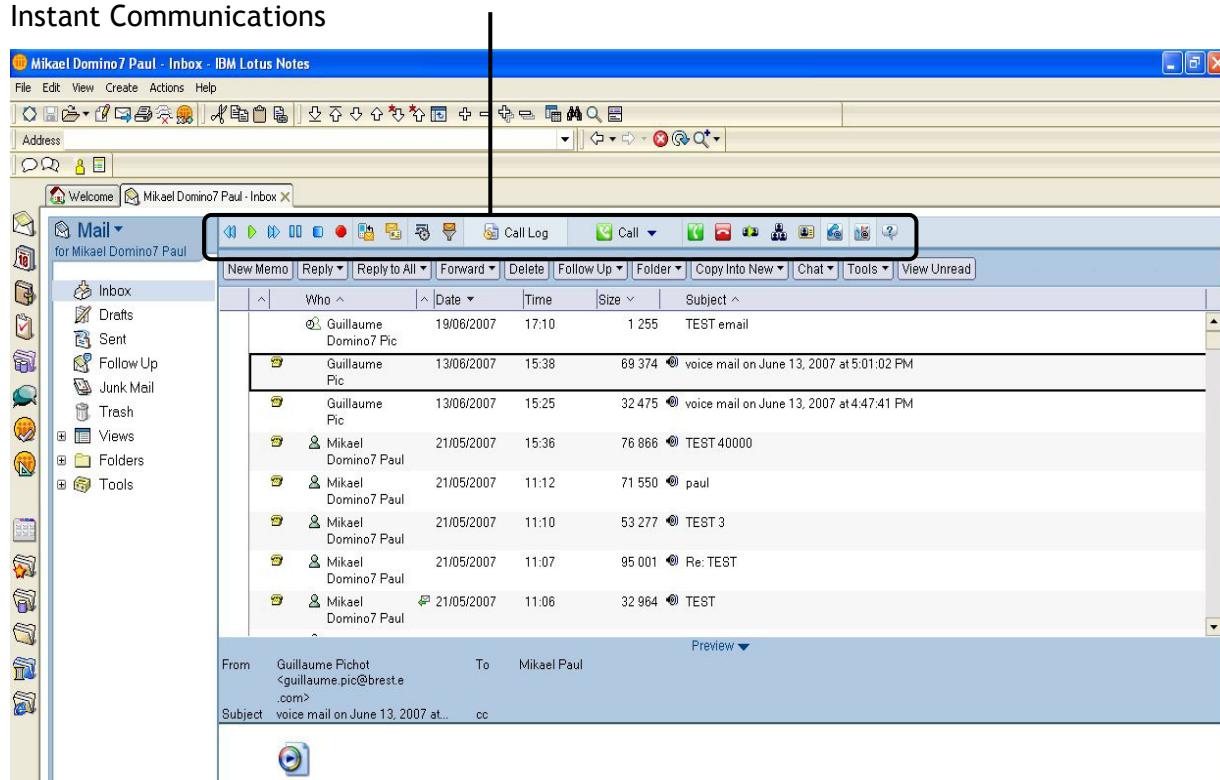 Instant Communications
Mikael Domino7 Paul - Inbox - IBM Lotus Notes
File Edit View Create Actions Help
Address
Welcome Mikael Domino7 Paul - Inbox
Mail
for Mikael Domino7 Paul
Call Log Call
New Memo Reply Reply to All Forward Delete Follow Up Folder Copy Into New Chat Tools View Unread
Inbox
Drafts
Sent
Follow Up
Junk Mail
Trash
Views
Folders
Tools
Who Date Time Size Subject
Guillaume 19/06/2007 17:10 1 255 TEST email
Domino7 Pic
Guillaume 13/06/2007 15:38 69 374 voice mail on June 13, 2007 at 5:01:02 PM
Pic
Guillaume 13/06/2007 15:25 32 475 voice mail on June 13, 2007 at 4:47:41 PM
Pic
Mikael 21/05/2007 15:36 76 866 TEST 40000
Domino7 Paul
Mikael 21/05/2007 11:12 71 550 paul
Domino7 Paul
Mikael 21/05/2007 11:10 53 277 TEST 3
Domino7 Paul
Mikael 21/05/2007 11:07 95 001 Re: TEST
Domino7 Paul
Mikael 21/05/2007 11:06 32 964 TEST
Domino7 Paul
Preview
From Guillaume Pichot To Mikael Paul
<guillaume.pic@brest.e
.com>
Subject voice mail on June 13, 2007 at... cc